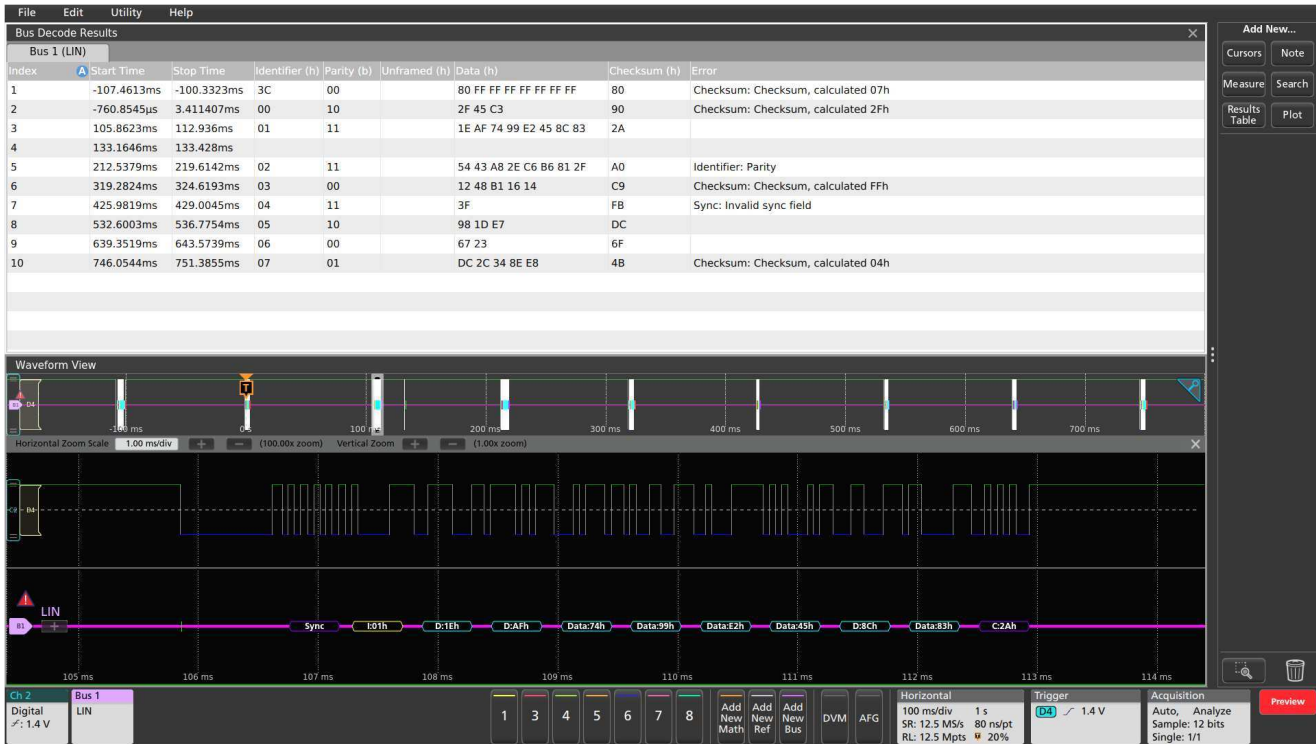 File Edit Utility Help
Bus Decode Results
Bus 1 (LIN)
Index A Start Time Stop Time Identifier (h) Parity (b) Unframed (h) Data (h) Checksum (h) Error
1 -107.4613ms -100.3323ms 3C 00 80 FF FF FF FF FF FF FF 80 Checksum: Checksum, calculated 07h
2 -760.8545µs 3.411407ms 00 10 2F 45 C3 90 Checksum: Checksum, calculated 2Fh
3 105.8623ms 112.936ms 01 11 1E AF 74 99 E2 45 8C 83 2A
4 133.1646ms 133.428ms
5 212.5379ms 219.6142ms 02 11 54 43 A8 2E C6 B6 81 2F A0 Identifier: Parity
6 319.2824ms 324.6193ms 03 00 12 48 B1 16 14 C9 Checksum: Checksum, calculated FFh
7 425.9819ms 429.0045ms 04 11 3F FB Sync: Invalid sync field
8 532.6003ms 536.7754ms 05 10 98 1D E7 DC
9 639.3519ms 643.5739ms 06 00 67 23 6F
10 746.0544ms 751.3855ms 07 01 DC 2C 34 8E E8 4B Checksum: Checksum, calculated 04h
Waveform View
T
B1 D4
-100 ms 0 s 100 200 ms 300 ms 400 ms 500 ms 600 ms 700 ms
Horizontal Zoom Scale 1.00 ms/div + − (100.00x zoom) Vertical Zoom + − (1.00x zoom)
C2 D4
LIN
B1 + Sync I:01h D:1Eh D:AFh Data:74h Data:99h Data:E2h Data:45h D:8Ch Data:83h C:2Ah
105 ms 106 ms 107 ms 108 ms 109 ms 110 ms 111 ms 112 ms 113 ms 114 ms
Add New...
Cursors Note
Measure Search
Results Table Plot
Ch 2
Digital
: 1.4 V
Bus 1
LIN
1 3 4 5 6 7 8
Add New Math
Add New Ref
Add New Bus
DVM AFG
Horizontal
100 ms/div 1 s
SR: 12.5 MS/s 80 ns/pt
RL: 12.5 Mpts 20%
Trigger
D4 1.4 V
Acquisition
Auto, Analyze
Sample: 12 bits
Single: 1/1
Preview